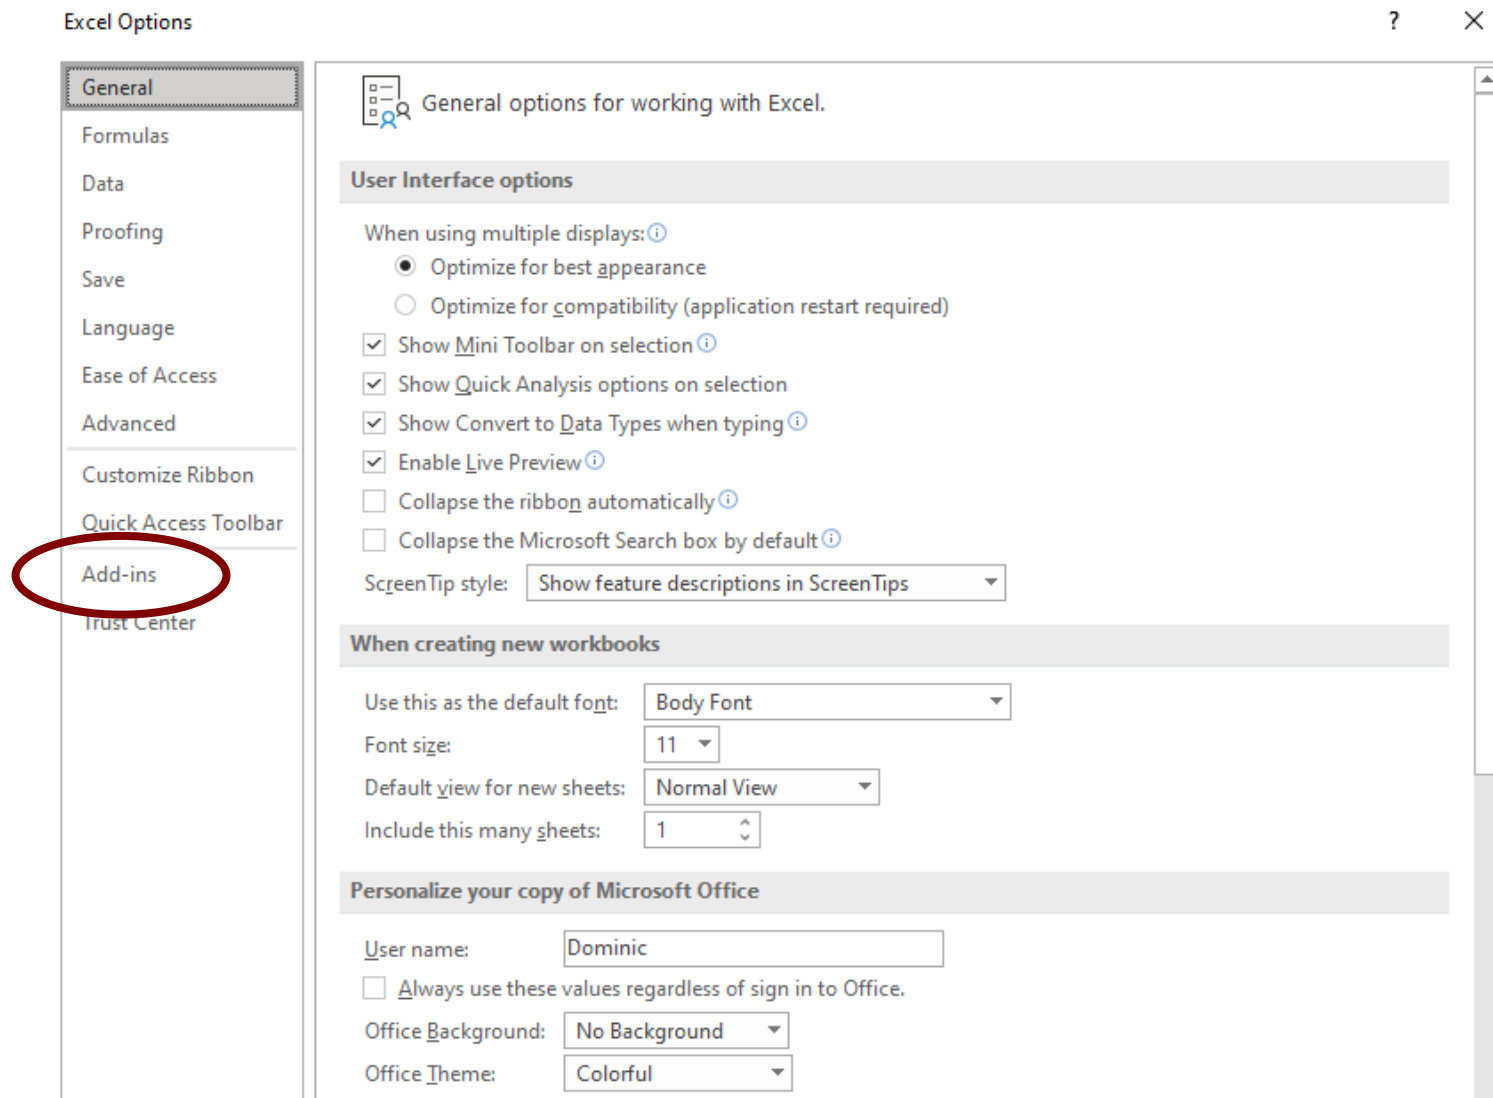 Excel Options
?
General
Formulas
Data
Proofing
Save
Language
Ease of Access
Advanced
Customize Ribbon
Quick Access Toolbar
Add-ins
Trust Center
General options for working with Excel.
User Interface options
When using multiple displays:
Optimize for best appearance
Optimize for compatibility (application restart required)
Show Mini Toolbar on selection
Show Quick Analysis options on selection
Show Convert to Data Types when typing
Enable Live Preview
Collapse the ribbon automatically
Collapse the Microsoft Search box by default
ScreenTip style: Show feature descriptions in ScreenTips
When creating new workbooks
Use this as the default font: Body Font
Font size: 11
Default view for new sheets: Normal View
Include this many sheets: 1
Personalize your copy of Microsoft Office
User name: Dominic
Always use these values regardless of sign in to Office.
Office Background: No Background
Office Theme: Colorful